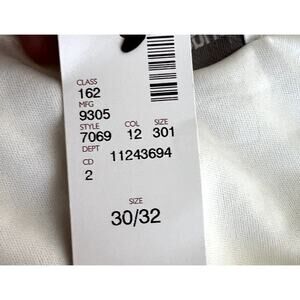 CLASS
162
MFG
9305
STYLE COL SIZE
7069 12 301
DEPT
11243694
CD
2
SIZE
30/32